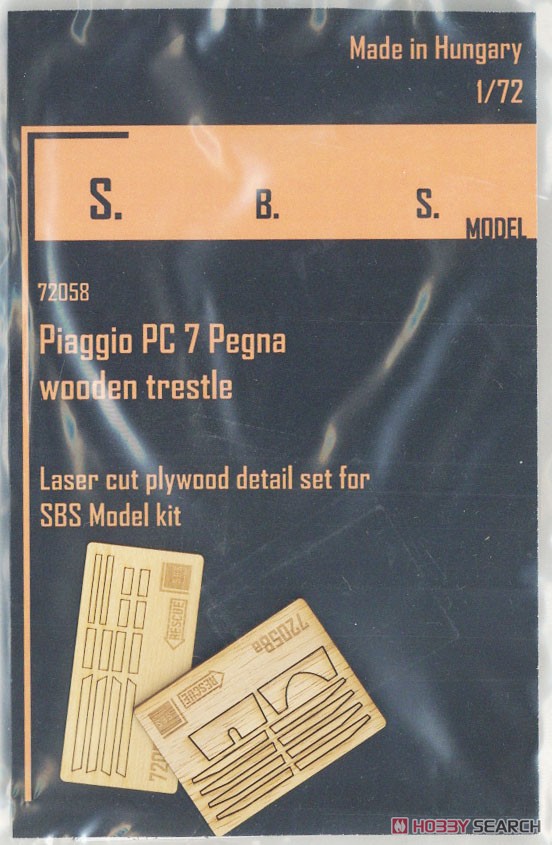 Made in Hungary
1/72
S. B. S.
MODEL
72058
Piaggio PC 7 Pegna
wooden trestle
Laser cut plywood detail set for
SBS Model kit
RESCUE
72058a
RESCUE
720
HOBBY SEARCH